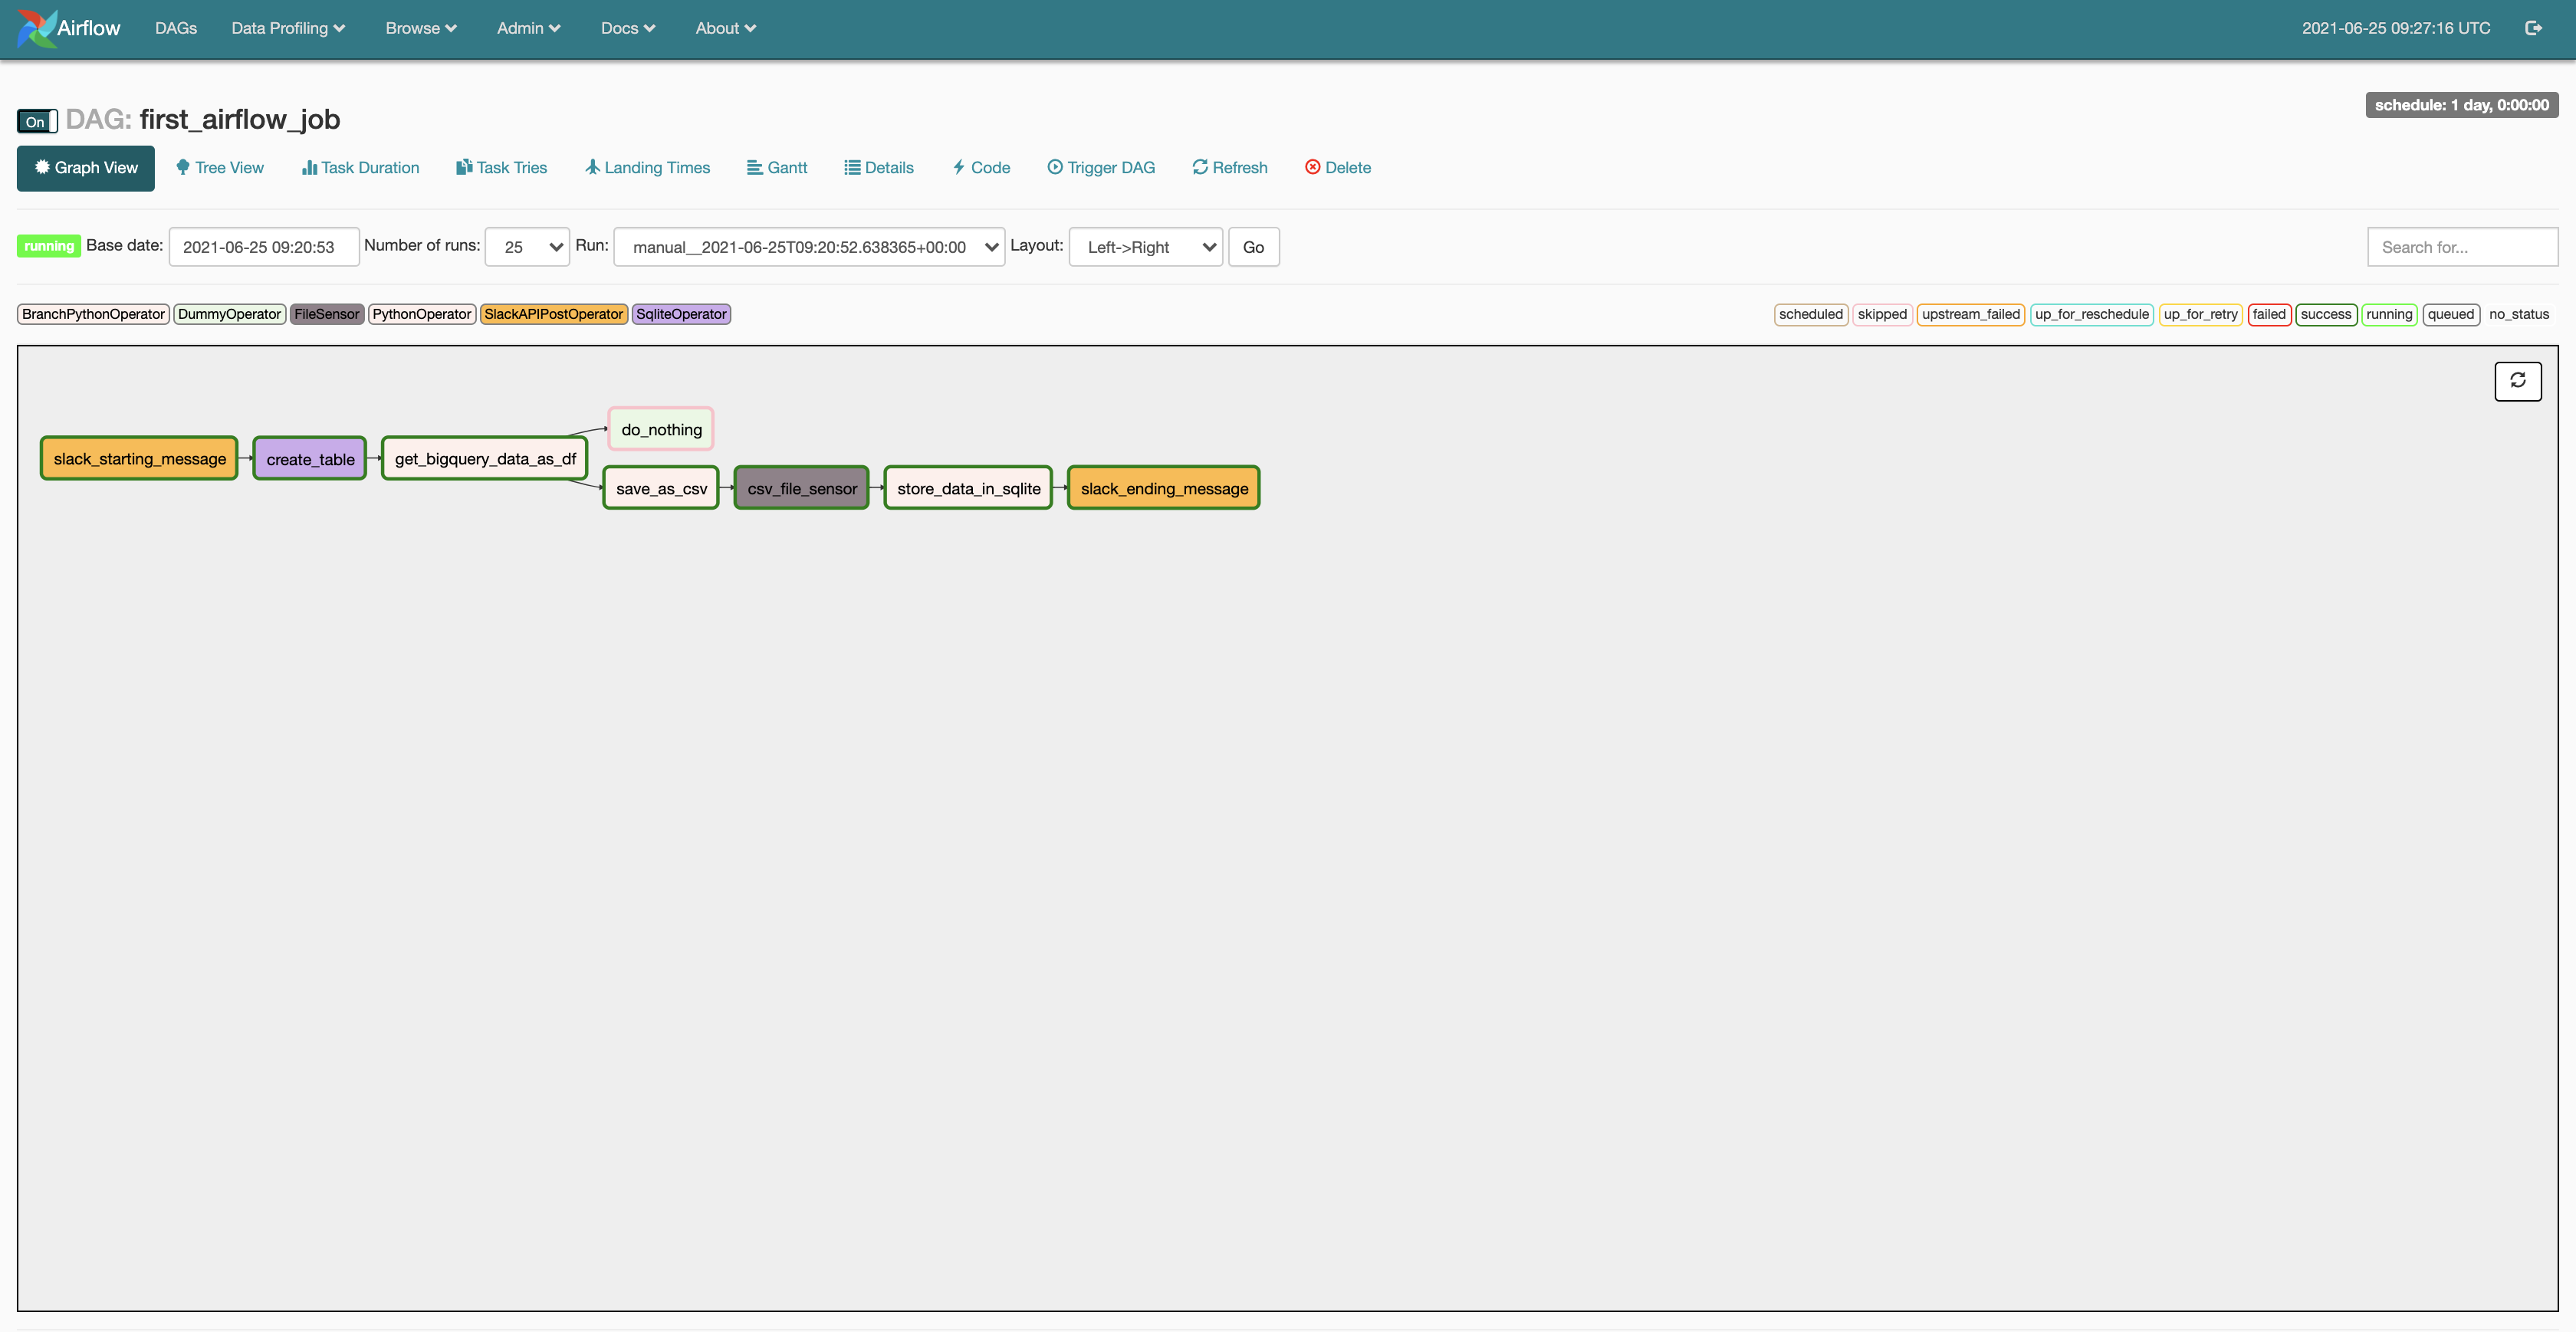 Airflow DAGs Data Profiling Browse Admin Docs About 2021-06-25 09:27:16 UTC
schedule: 1 day, 0:00:00
On DAG: first_airflow_job
Graph View Tree View Task Duration Task Tries Landing Times Gantt Details Code Trigger DAG Refresh Delete
running Base date: 2021-06-25 09:20:53 Number of runs: 25 Run: manual__2021-06-25T09:20:52.638365+00:00 Layout: Left->Right Go Search for...
BranchPythonOperator DummyOperator FileSensor PythonOperator SlackAPIPostOperator SqliteOperator scheduled skipped upstream_failed up_for_reschedule up_for_retry failed success running queued no_status
do_nothing
slack_starting_message create_table get_bigquery_data_as_df
save_as_csv csv_file_sensor store_data_in_sqlite slack_ending_message